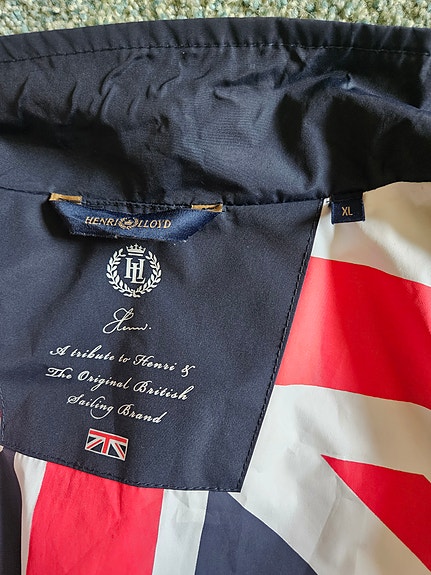 HENRI LLOYD
XL
HL
A tribute to Henri &
The Original British
Sailing Brand